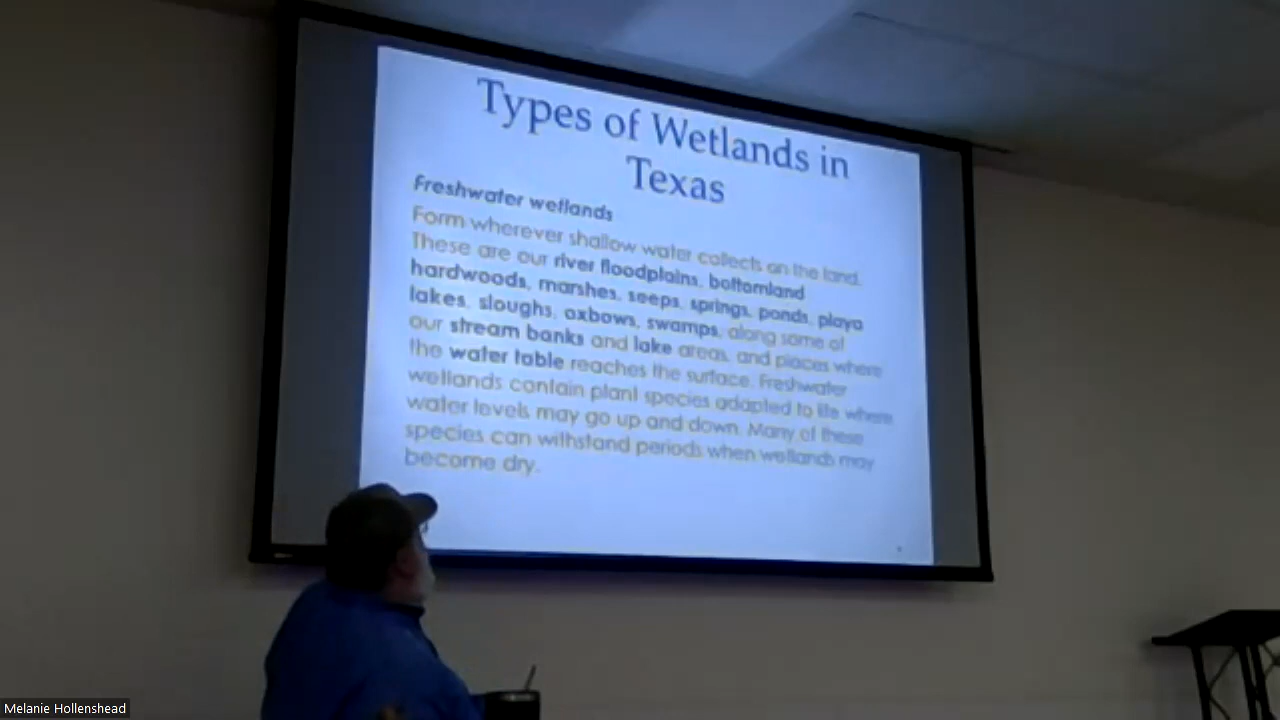 Types of Wetlands in
Texas
Freshwater wetlands
Form wherever shallow water collects on the land.
These are our river floodplains, bottomland
hardwoods, marshes, seeps, springs, ponds, playa
lakes, sloughs, oxbows, swamps, along some of
our stream banks and lake areas, and places where
the water table reaches the surface. Freshwater
wetlands contain plant species adapted to life where
water levels may go up and down. Many of these
species can withstand periods when wetlands may
become dry.
Melanie Hollenshead